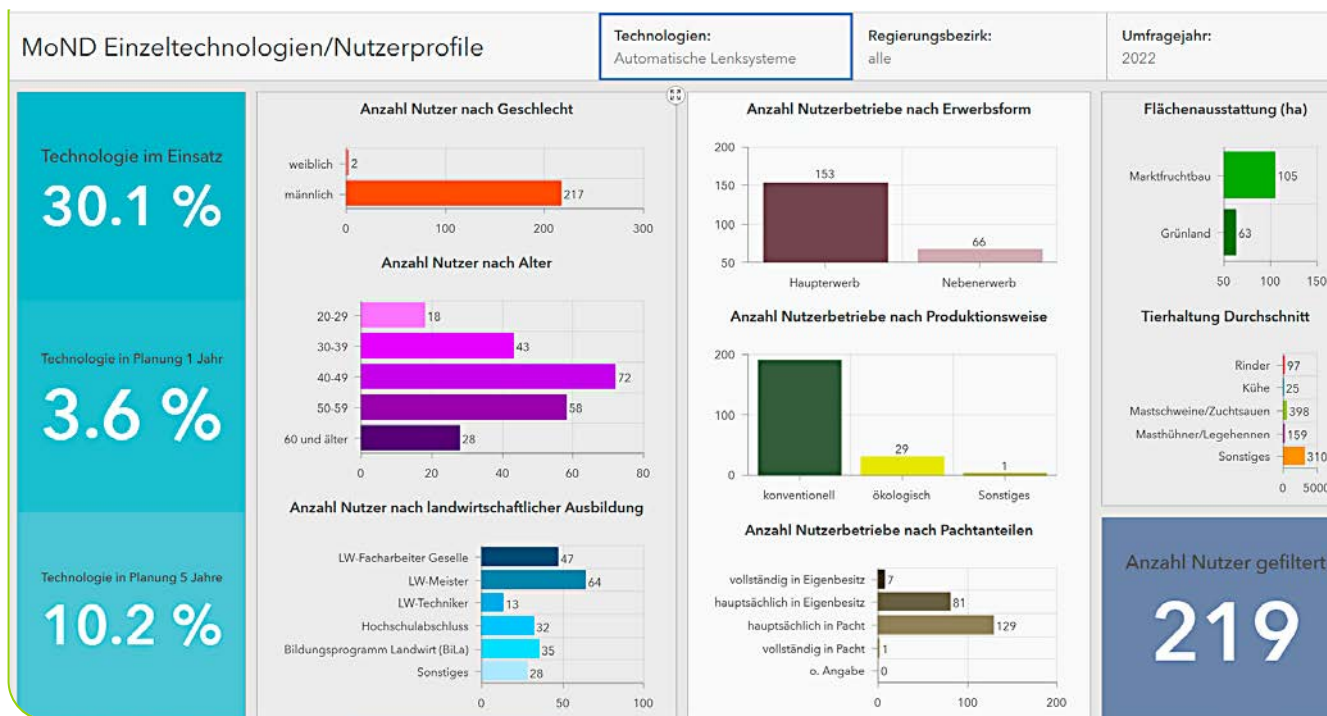 MoND Einzeltechnologien/Nutzerprofile
Technologien:
Automatische Lenksysteme
Regierungsbezirk:
alle
Umfragejahr:
2022
Technologie im Einsatz
30.1 %
Technologie in Planung 1 Jahr
3.6 %
Technologie in Planung 5 Jahre
10.2 %
Anzahl Nutzer nach Geschlecht
weiblich 2
männlich 217
0 100 200 300
Anzahl Nutzer nach Alter
20-29 18
30-39 43
40-49 72
50-59 58
60 und älter 28
0 20 40 60 80
Anzahl Nutzer nach landwirtschaftlicher Ausbildung
LW-Facharbeiter Geselle 47
LW-Meister 64
LW-Techniker 13
Hochschulabschluss 32
Bildungsprogramm Landwirt (BiLa) 35
Sonstiges 28
0 50 100
Anzahl Nutzerbetriebe nach Erwerbsform
200
150
100
50
153
66
Haupterwerb Nebenerwerb
Anzahl Nutzerbetriebe nach Produktionsweise
200
100
0
29
1
konventionell ökologisch Sonstiges
Anzahl Nutzerbetriebe nach Pachtanteilen
vollständig in Eigenbesitz 7
hauptsächlich in Eigenbesitz 81
hauptsächlich in Pacht 129
vollständig in Pacht 1
o. Angabe 0
0 100 200
Flächenausstattung (ha)
Marktfruchtbau 105
Grünland 63
50 100 150
Tierhaltung Durchschnitt
Rinder 97
Kühe 25
Mastschweine/Zuchtsauen 398
Masthühner/Legehennen 159
Sonstiges 310
0 5000
Anzahl Nutzer gefiltert
219